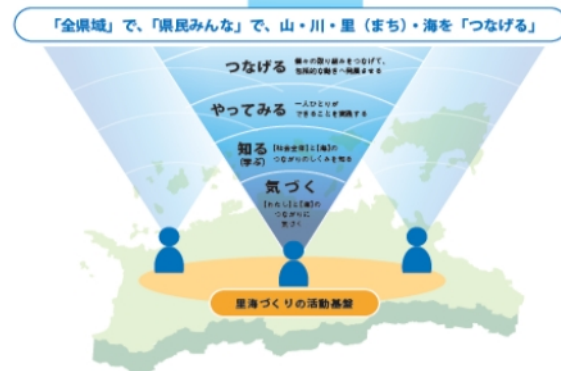 「全県域」で、「県民みんな」で、山・川・里（まち）・海を「つなげる」
つなげる
個々の取り組みをつなげて、
包括的な動きへ発展させる
やってみる
一人ひとりが
できることを実践する
知る
(学ぶ)
【社会全体】と【海】の
つながりのしくみを知る
気づく
【わたし】と【海】の
つながりに
気づく
里海づくりの活動基盤